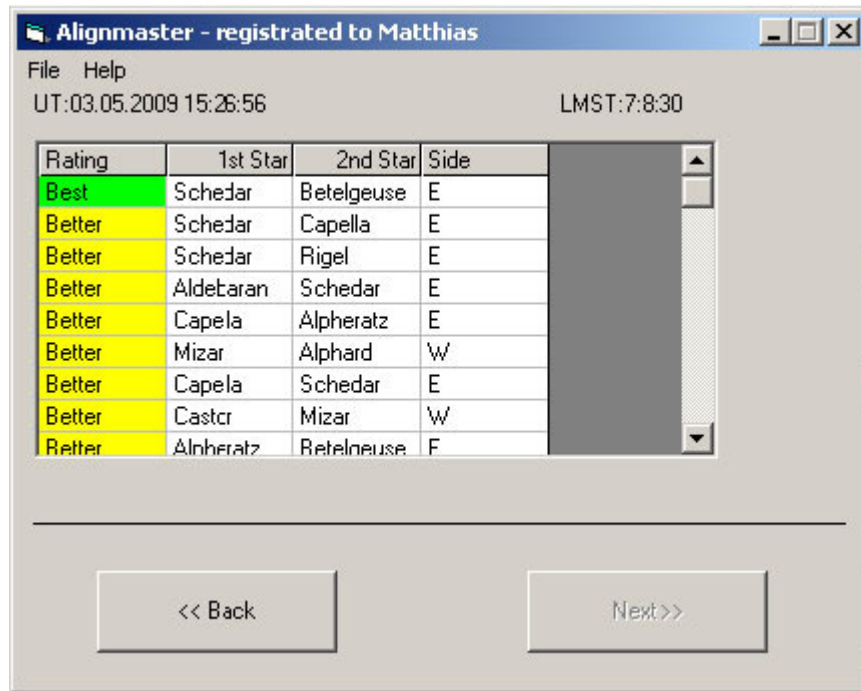 Alignmaster - registrated to Matthias
File Help
UT:03.05.2009 15:26:56 LMST:7:8:30
Rating 1st Star 2nd Star Side
Best Schedar Betelgeuse E
Better Schedar Capella E
Better Schedar Rigel E
Better Aldebaran Schedar E
Better Capela Alpheratz E
Better Mizar Alphard W
Better Capela Schedar E
Better Castor Mizar W
Better Alpheratz Betelgeuse E
<< Back Next>>